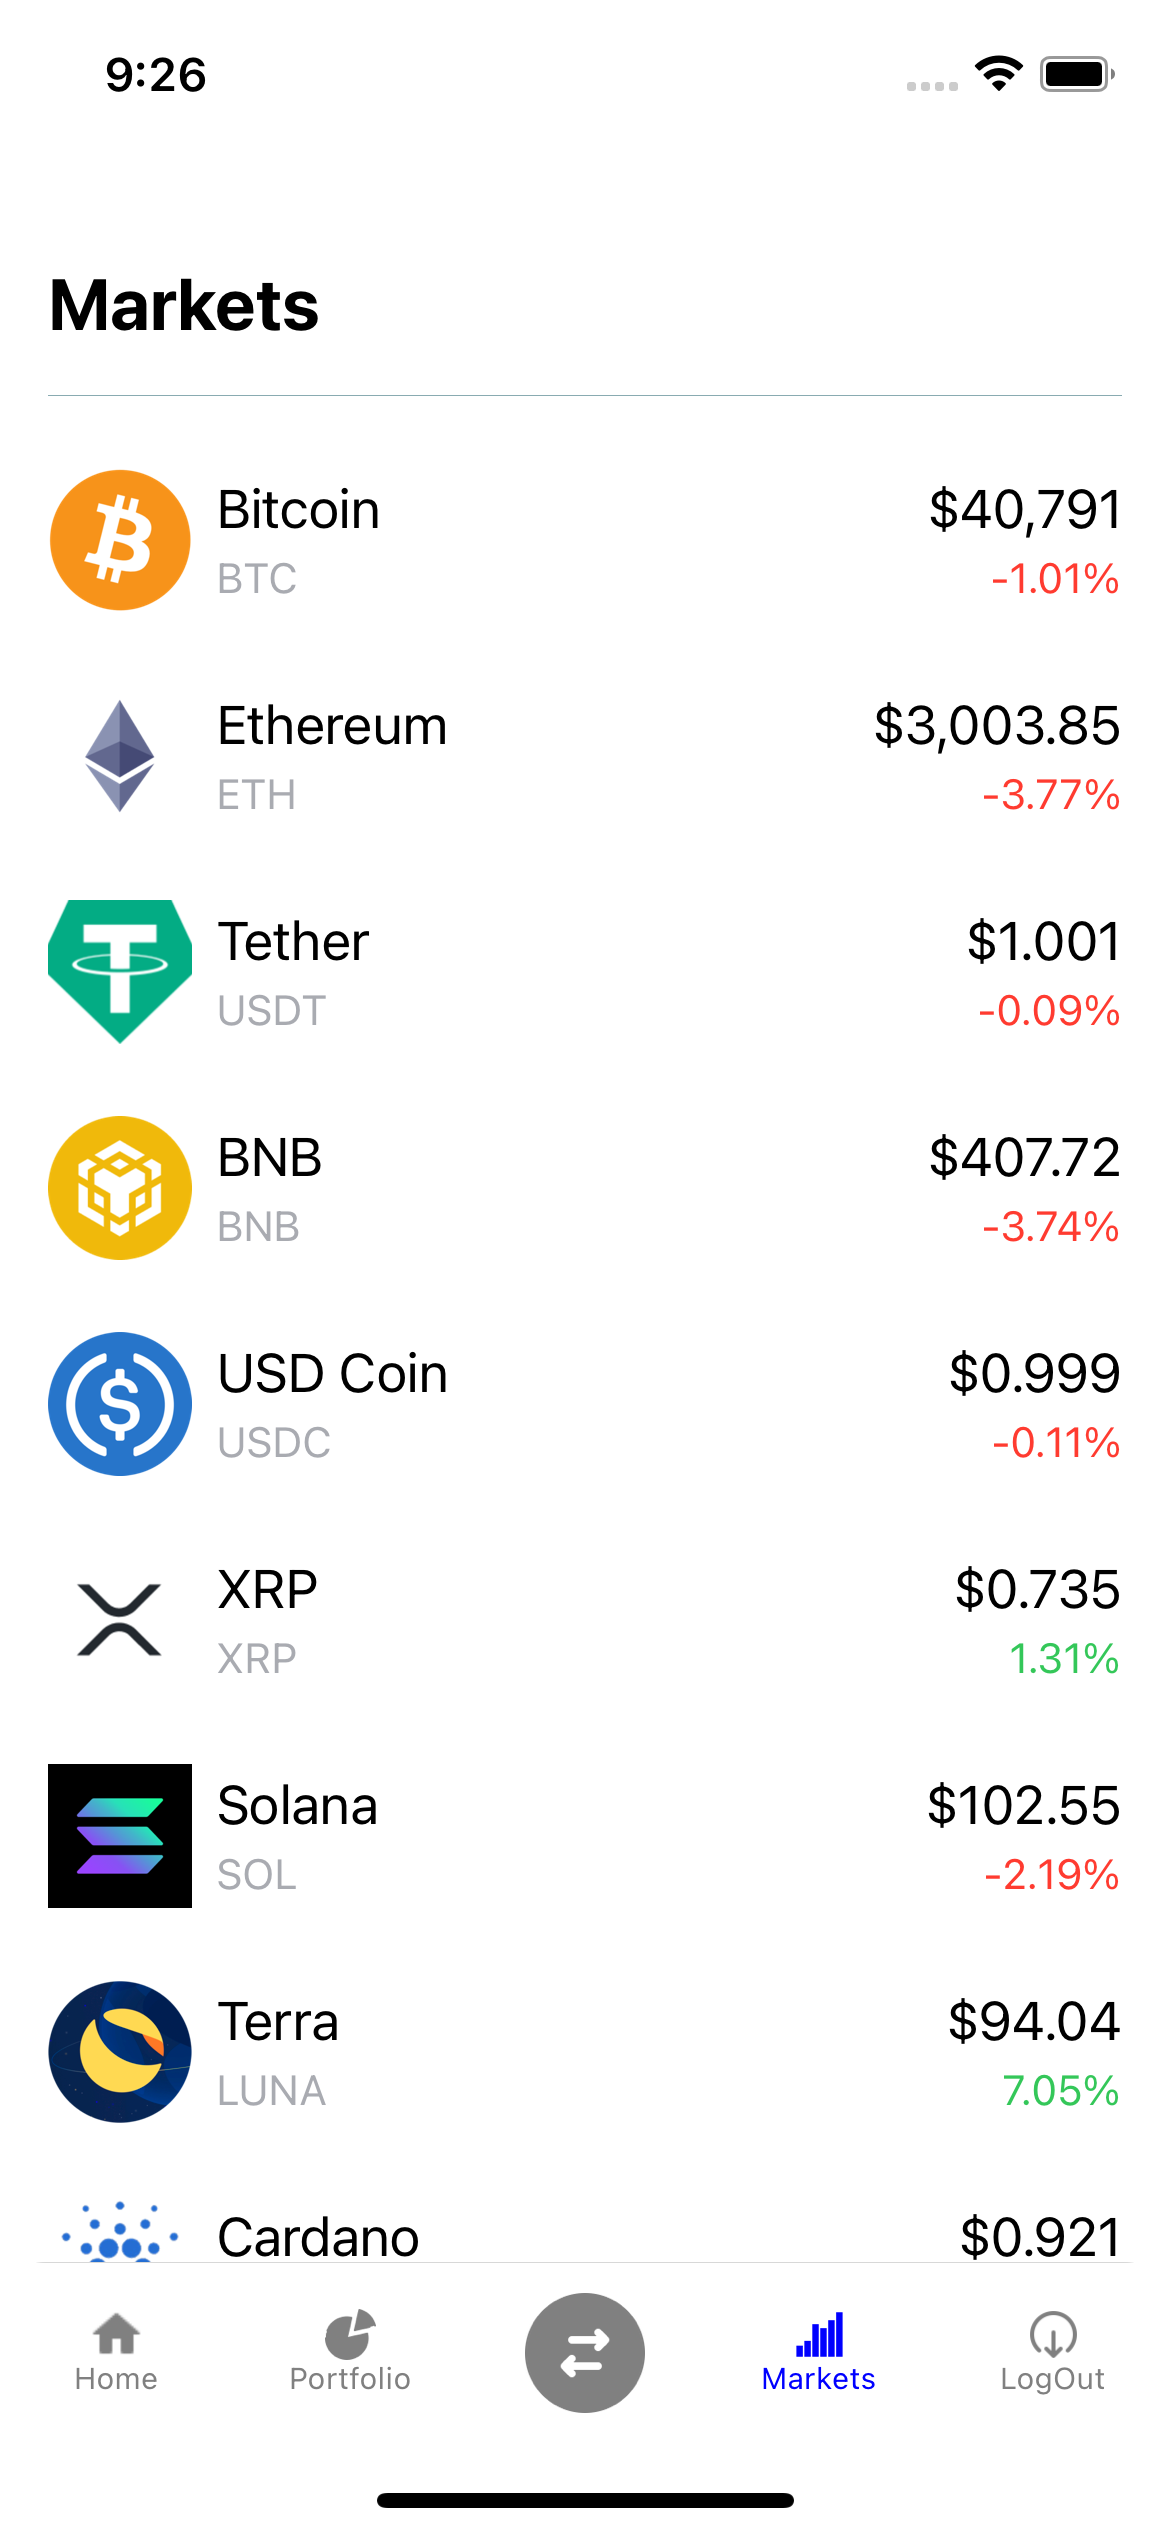 9:26
Markets
Bitcoin $40,791
BTC -1.01%
Ethereum $3,003.85
ETH -3.77%
Tether $1.001
USDT -0.09%
BNB $407.72
BNB -3.74%
USD Coin $0.999
USDC -0.11%
XRP $0.735
XRP 1.31%
Solana $102.55
SOL -2.19%
Terra $94.04
LUNA 7.05%
Cardano $0.921
Home Portfolio Markets LogOut